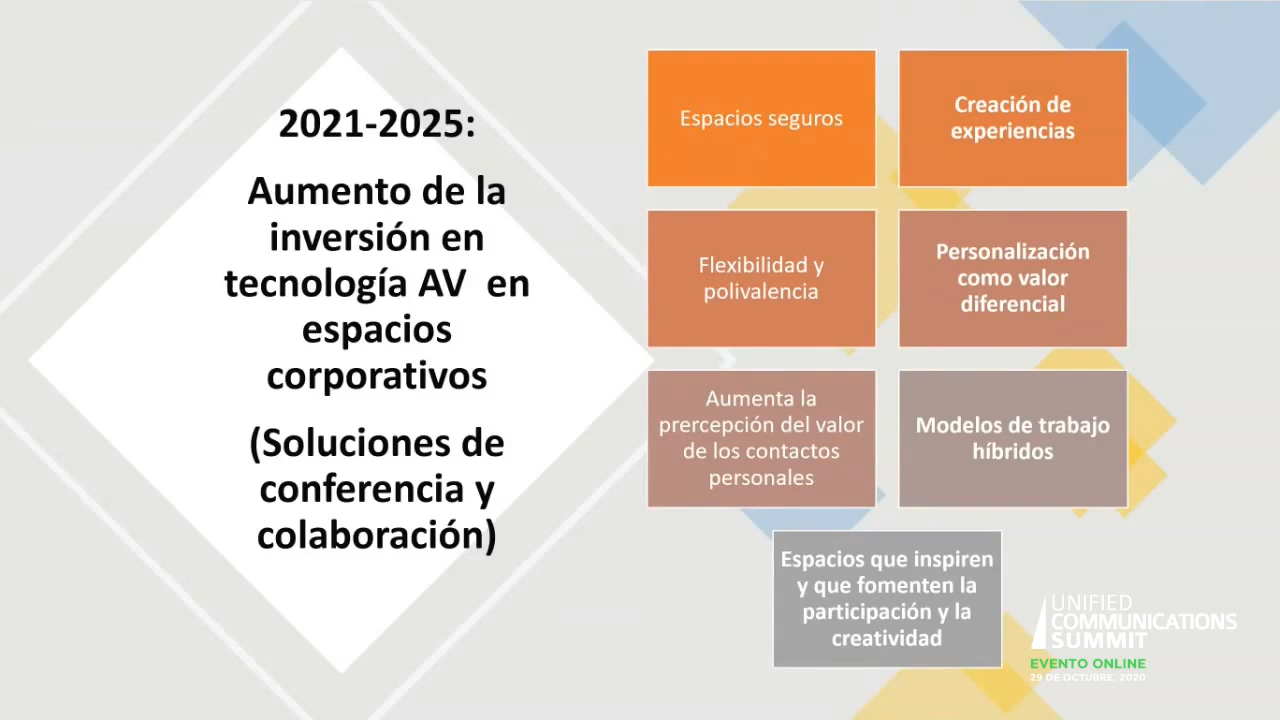 2021-2025:
Aumento de la
inversión en
tecnología AV en
espacios
corporativos
(Soluciones de
conferencia y
colaboración)
Espacios seguros
Creación de
experiencias
Flexibilidad y
polivalencia
Personalización
como valor
diferencial
Aumenta la
prercepción del valor
de los contactos
personales
Modelos de trabajo
híbridos
Espacios que inspiren
y que fomenten la
participación y la
creatividad
UNIFIED
COMMUNICATIONS
SUMMIT
EVENTO ONLINE
29 DE OCTUBRE, 2020